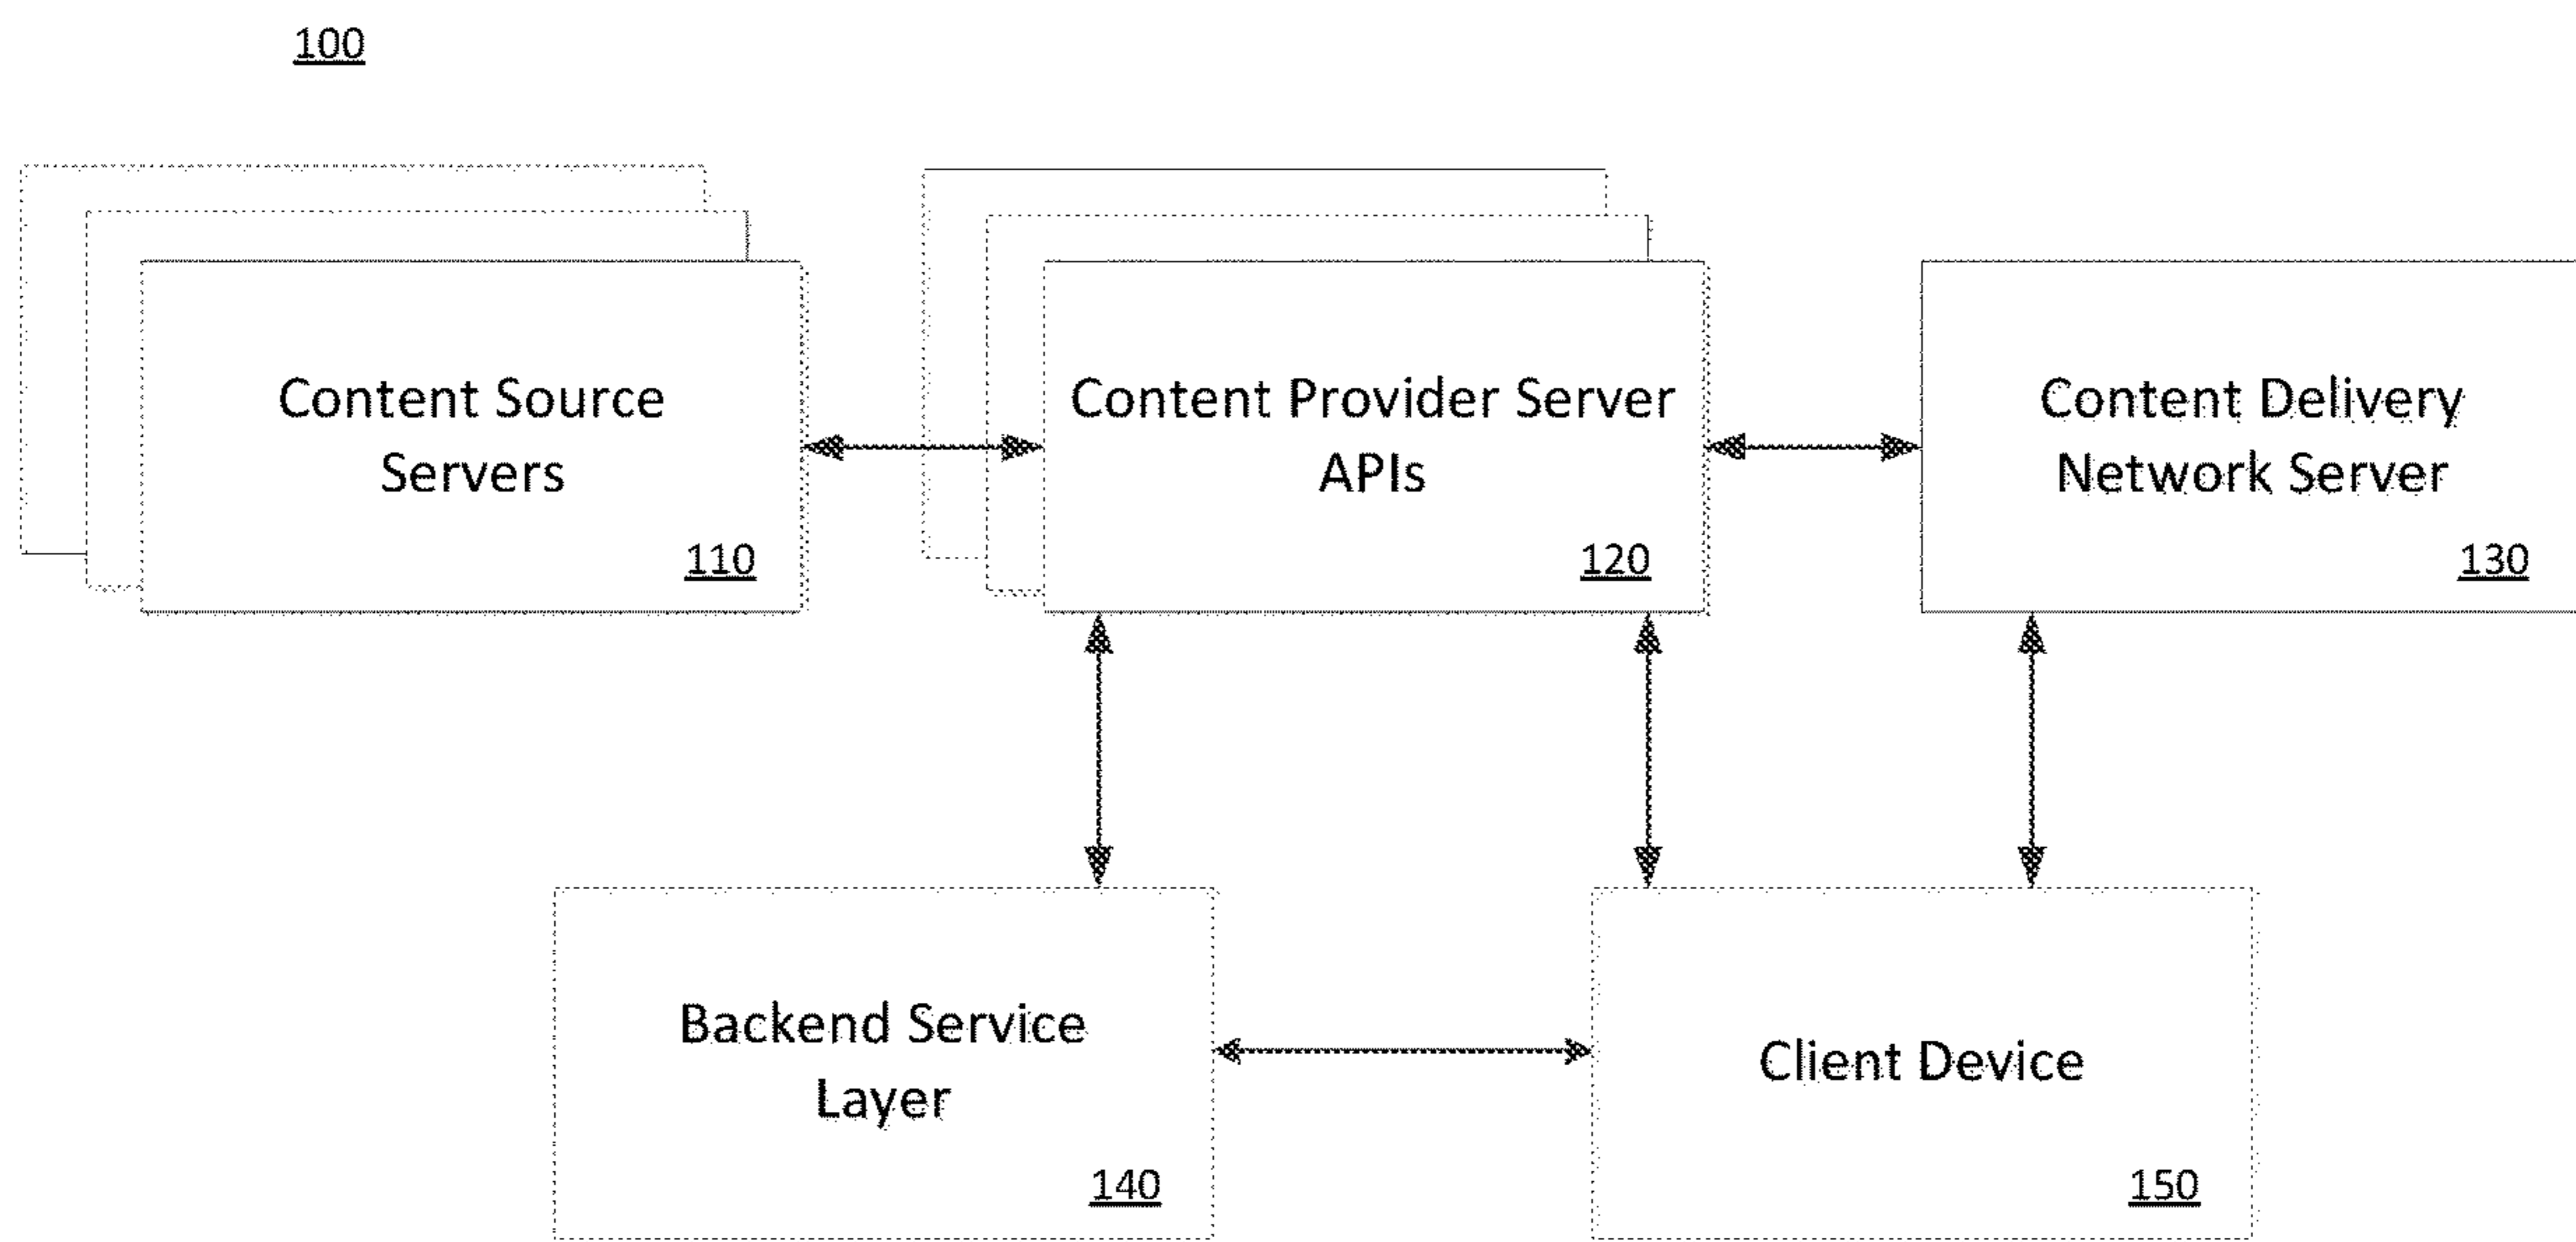 100
Content Source
Servers
110
Content Provider Server
APIs
120
Content Delivery
Network Server
130
Backend Service
Layer
140
Client Device
150